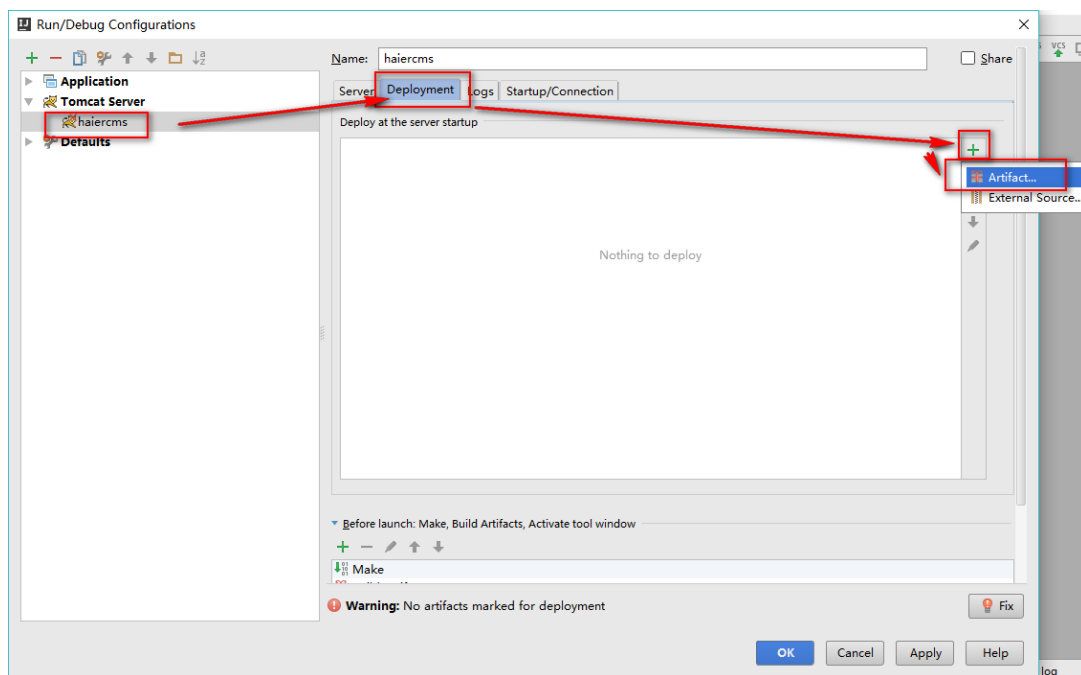 Run/Debug Configurations
Name: haiercms
Share
Application
Tomcat Server
haiercms
Defaults
Server Deployment Logs Startup/Connection
Deploy at the server startup
Artifact...
External Source..
Nothing to deploy
Before launch: Make, Build Artifacts, Activate tool window
Make
Warning: No artifacts marked for deployment
Fix
OK Cancel Apply Help
VCS
log